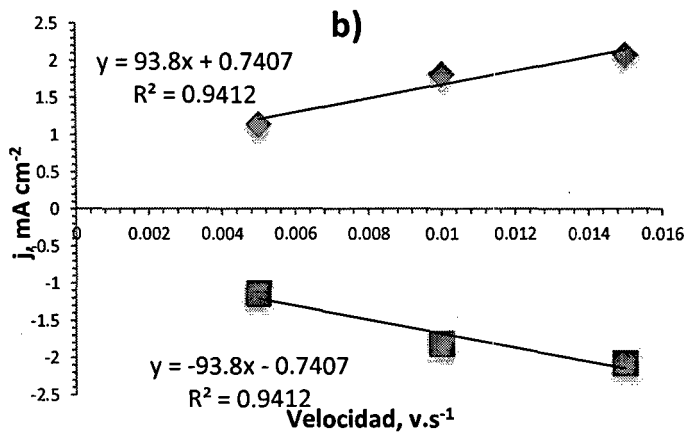 b)
y = 93.8x + 0.7407
R² = 0.9412
j, mA cm⁻²
2.5
2
1.5
1
0.5
0
-0.5
-1
-1.5
-2
-2.5
0
0.002
0.004
0.006
0.008
0.01
0.012
0.014
0.016
y = -93.8x - 0.7407
R² = 0.9412
Velocidad, v.s⁻¹